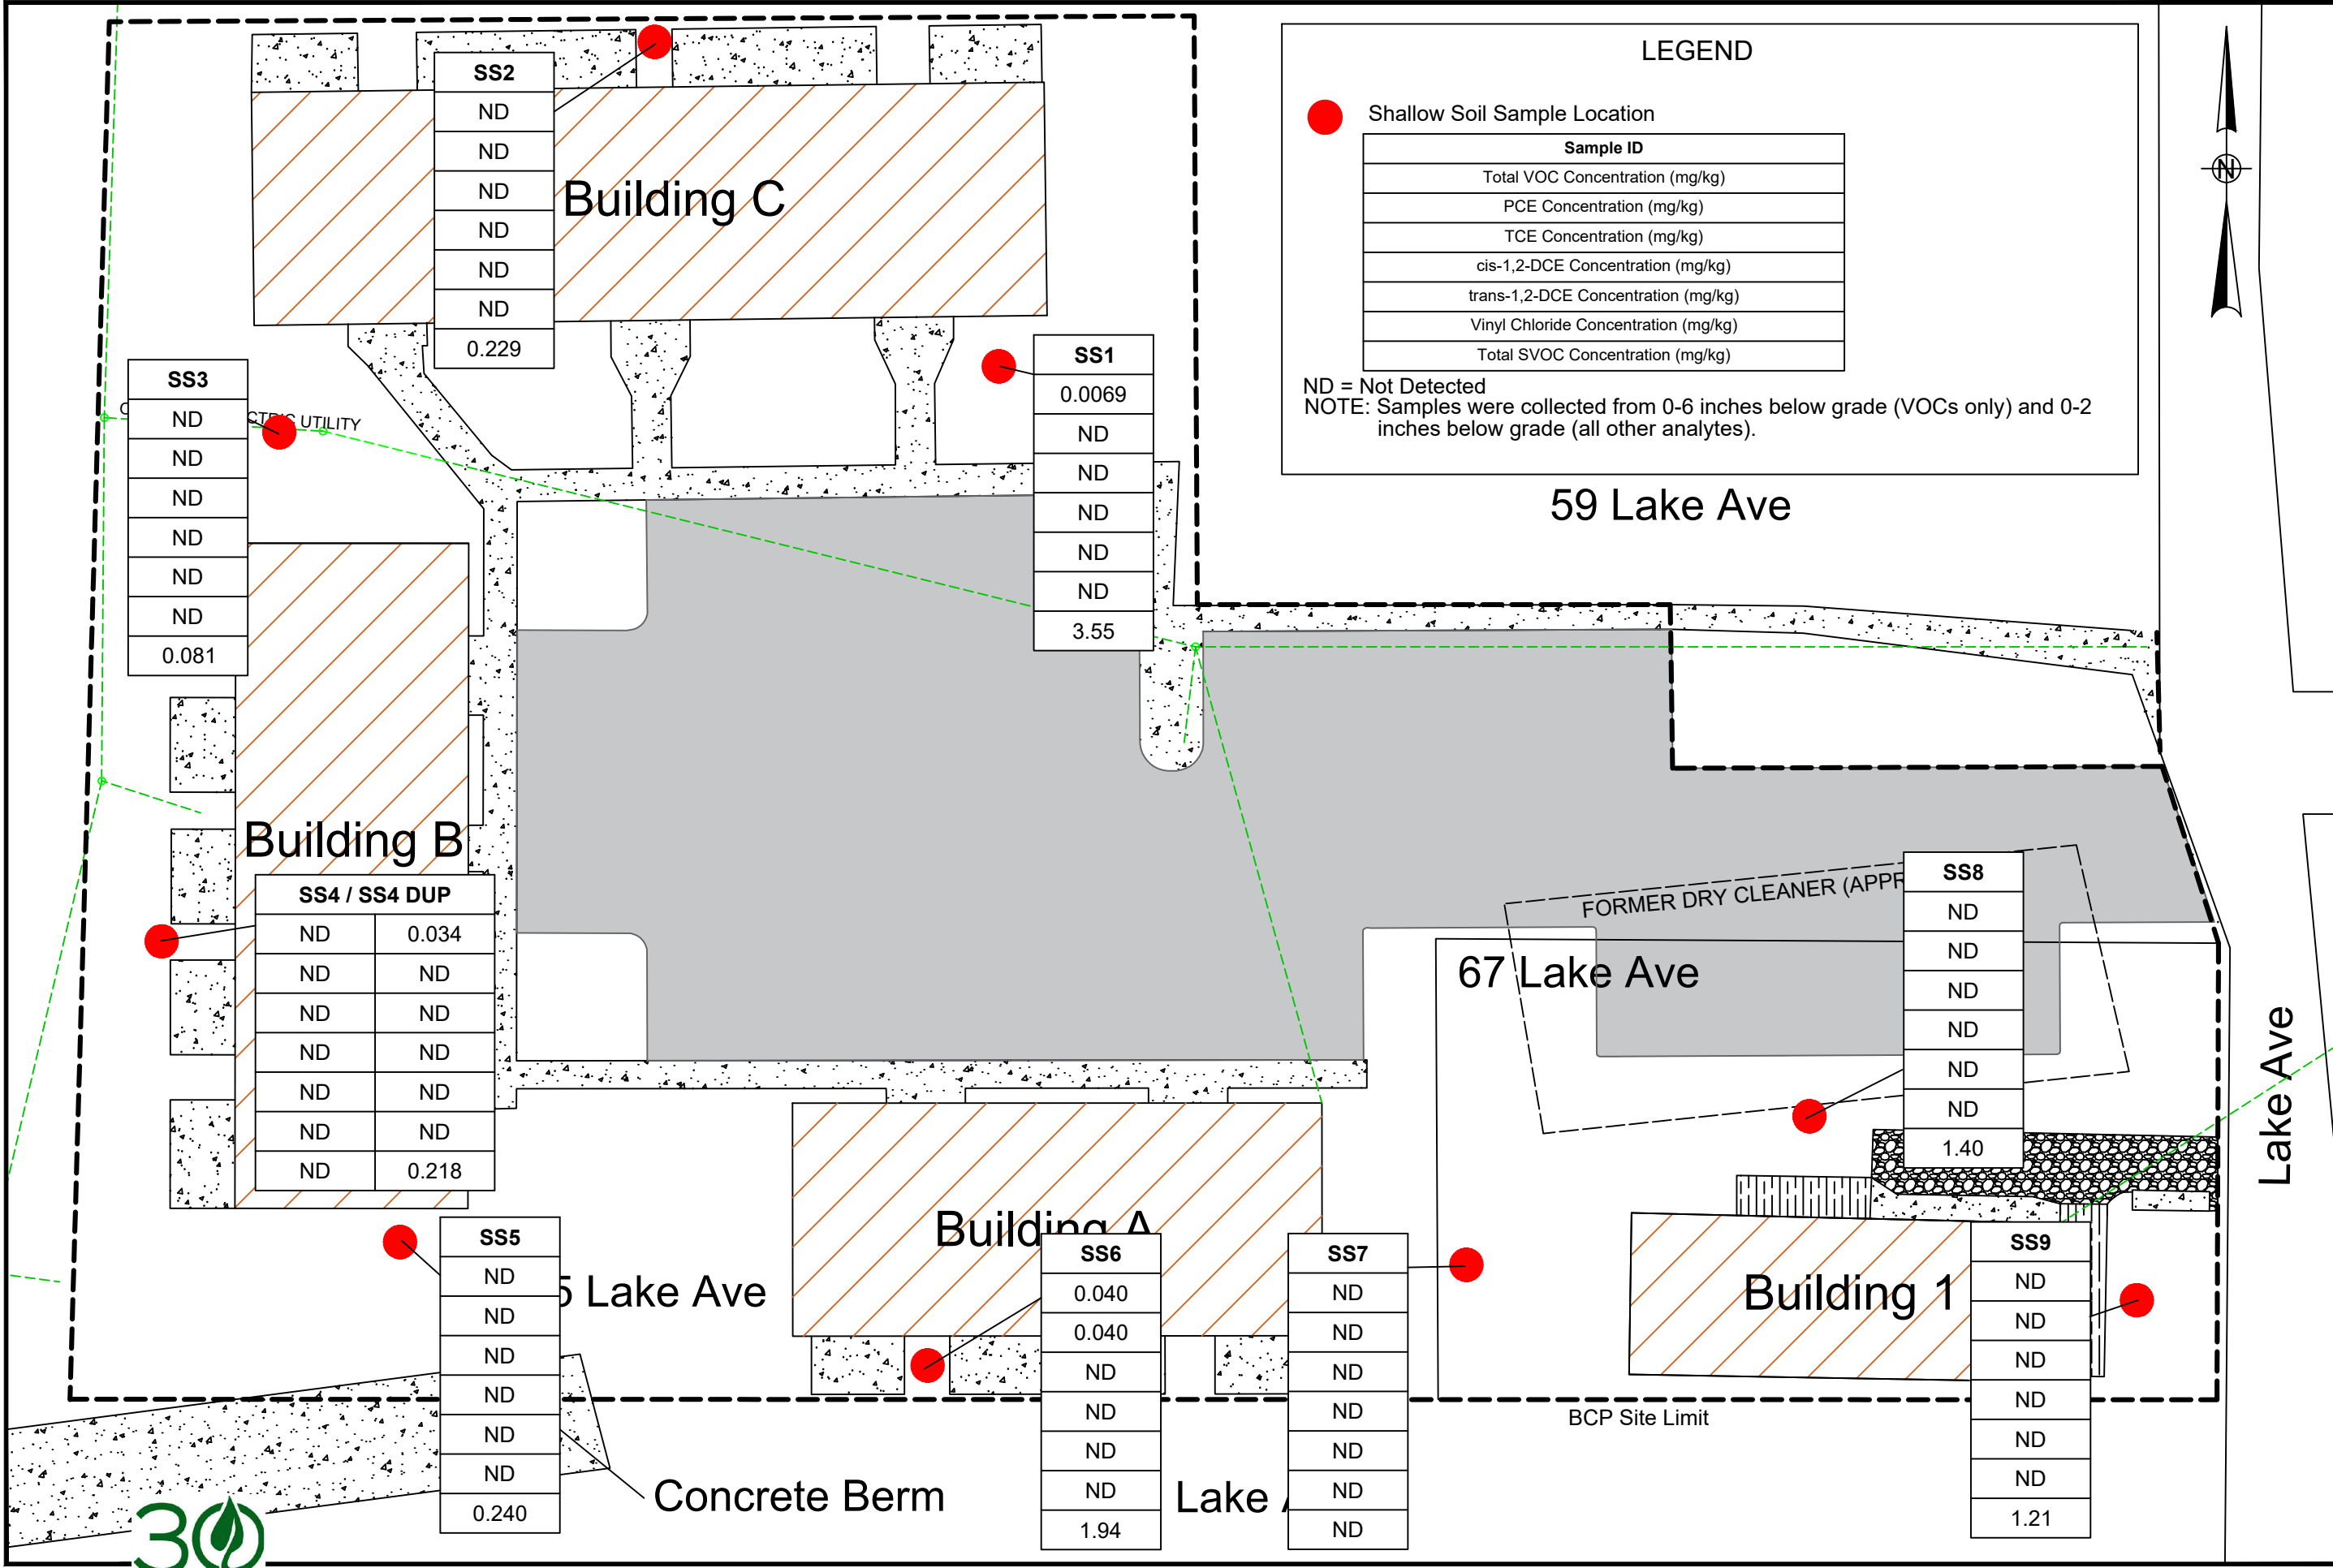 LEGEND
Shallow Soil Sample Location
Sample ID
Total VOC Concentration (mg/kg)
PCE Concentration (mg/kg)
TCE Concentration (mg/kg)
cis-1,2-DCE Concentration (mg/kg)
trans-1,2-DCE Concentration (mg/kg)
Vinyl Chloride Concentration (mg/kg)
Total SVOC Concentration (mg/kg)
ND = Not Detected
NOTE: Samples were collected from 0-6 inches below grade (VOCs only) and 0-2
inches below grade (all other analytes).
N
SS2
ND
ND
ND
ND
ND
ND
0.229
Building C
SS1
0.0069
ND
ND
ND
ND
ND
3.55
SS3
ND
ND
ND
ND
ND
ND
0.081
UTILITY
59 Lake Ave
Building B
SS4 / SS4 DUP
ND 0.034
ND ND
ND ND
ND ND
ND ND
ND ND
ND 0.218
FORMER DRY CLEANER
67 Lake Ave
SS8
ND
ND
ND
ND
ND
ND
1.40
Lake Ave
SS5
ND
ND
ND
ND
ND
ND
0.240
5 Lake Ave
Building A
SS6
0.040
0.040
ND
ND
ND
ND
1.94
SS7
ND
ND
ND
ND
ND
ND
ND
Building 1
SS9
ND
ND
ND
ND
ND
ND
1.21
BCP Site Limit
Concrete Berm
Lake
30